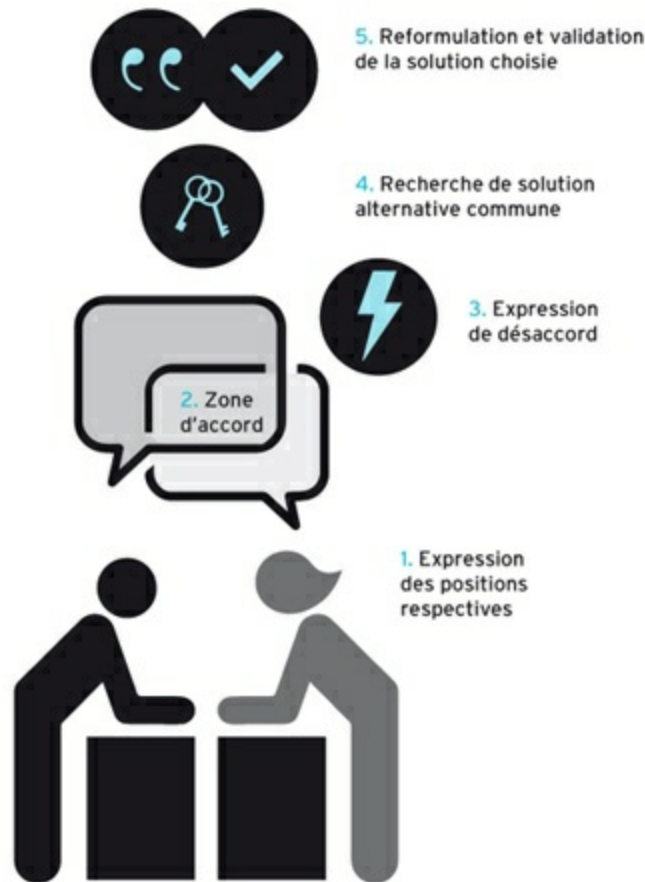 5. Reformulation et validation
de la solution choisie
4. Recherche de solution
alternative commune
3. Expression
de désaccord
2. Zone
d'accord
1. Expression
des positions
respectives